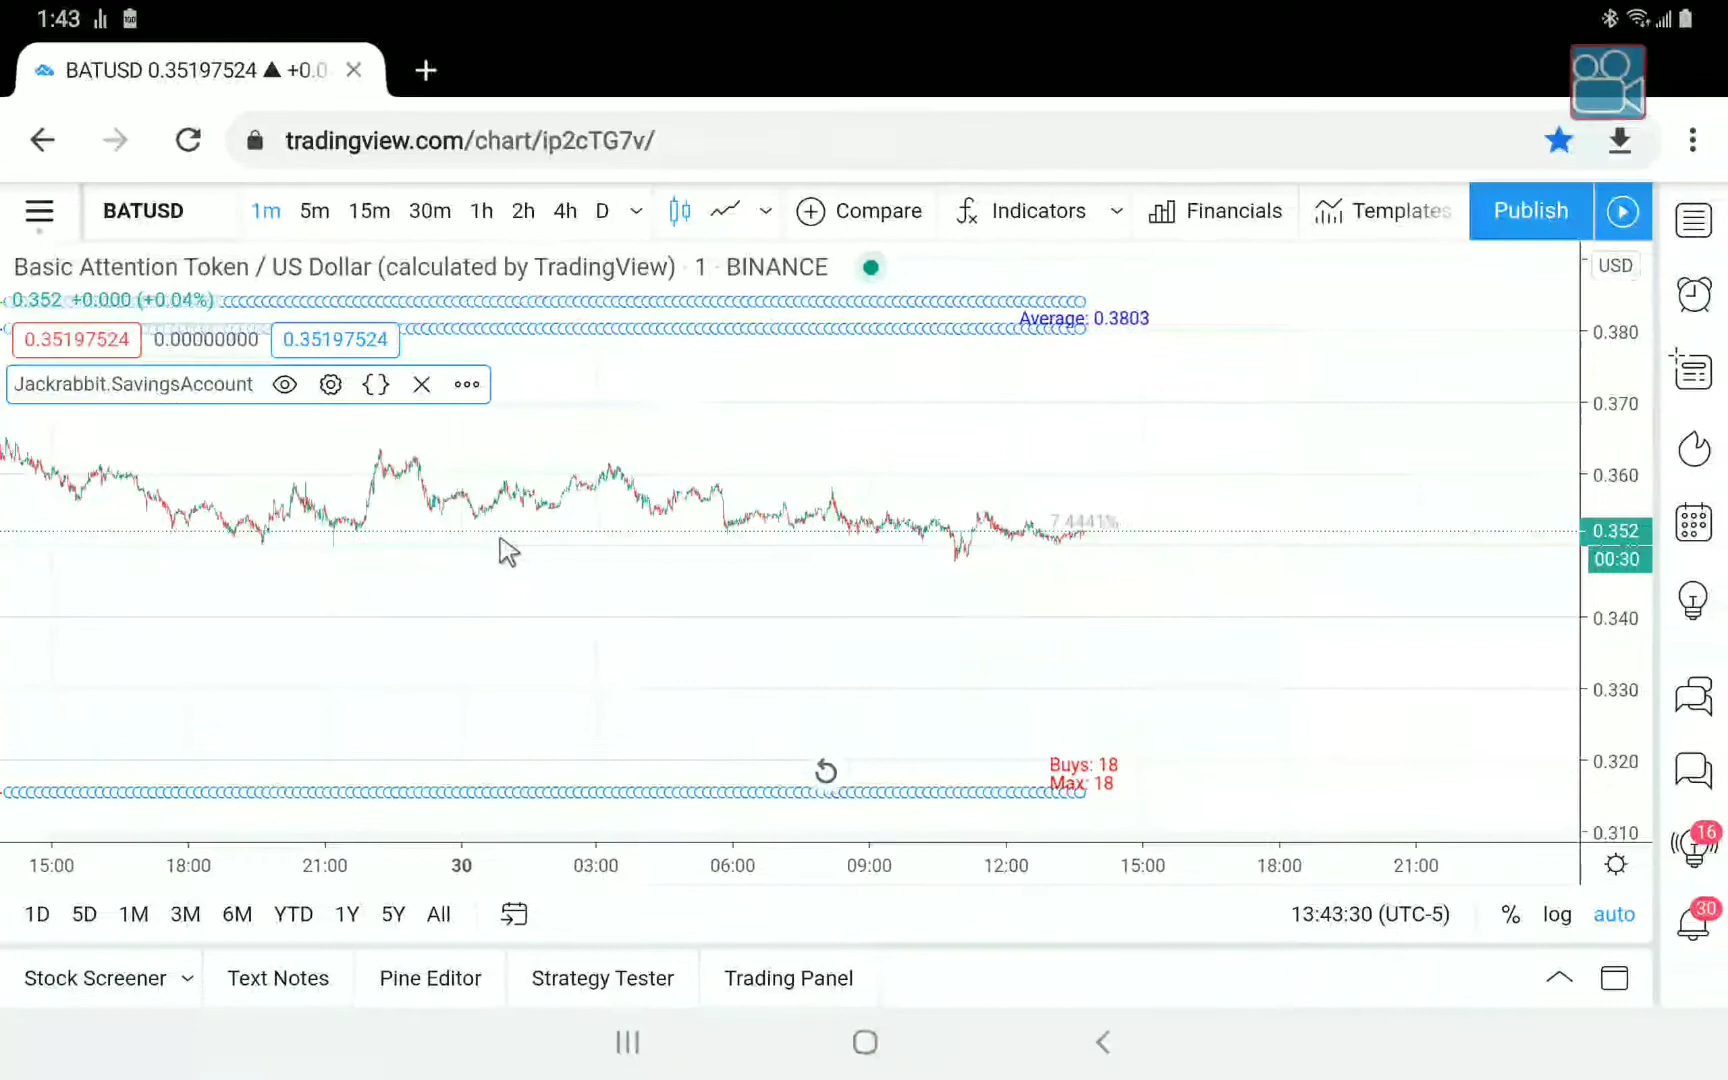 1:43
BATUSD 0.35197524 ▲ +0.0
tradingview.com/chart/ip2cTG7v/
BATUSD 1m 5m 15m 30m 1h 2h 4h D Compare Indicators Financials Templates Publish
Basic Attention Token / US Dollar (calculated by TradingView) · 1 · BINANCE
USD
0.352 +0.000 (+0.04%)
Average: 0.3803
0.35197524 0.00000000 0.35197524
Jackrabbit.SavingsAccount
0.380
0.370
0.360
7.4441%
0.352
00:30
0.340
0.330
0.320
0.310
Buys: 18
Max: 18
15:00 18:00 21:00 30 03:00 06:00 09:00 12:00 15:00 18:00 21:00
16
30
1D 5D 1M 3M 6M YTD 1Y 5Y All 13:43:30 (UTC-5) % log auto
Stock Screener Text Notes Pine Editor Strategy Tester Trading Panel